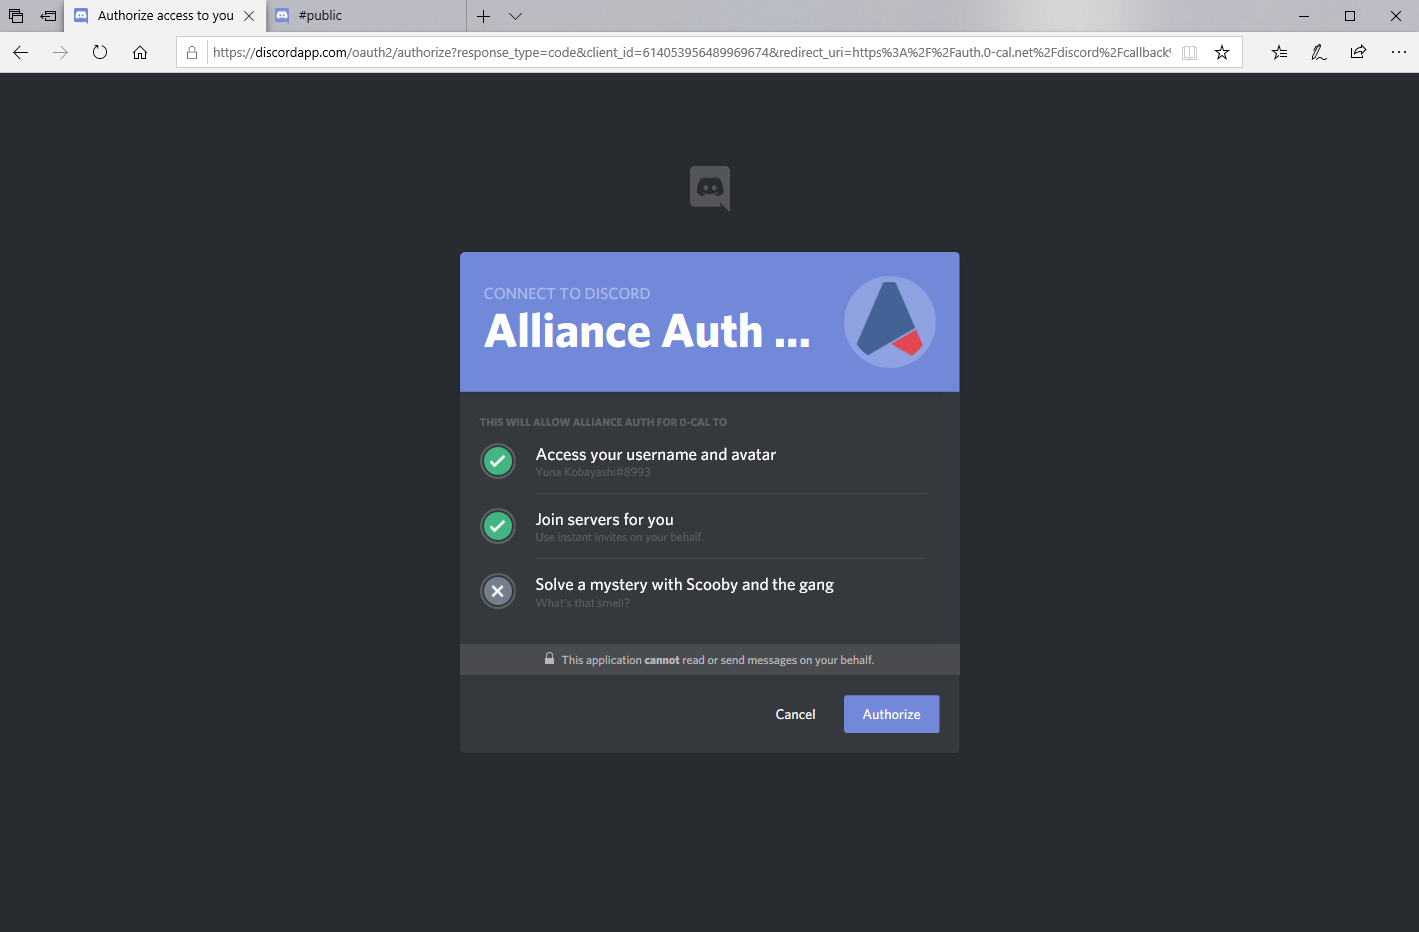 Authorize access to you
#public
https://discordapp.com/oauth2/authorize?response_type=code&client_id=614053956489969674&redirect_uri=https%3A%2F%2Fauth.0-cal.net%2Fdiscord%2Fcallback%
CONNECT TO DISCORD
Alliance Auth ...
THIS WILL ALLOW ALLIANCE AUTH FOR 0-CAL TO
Access your username and avatar
Yuna Kobayashi#8993
Join servers for you
Use instant invites on your behalf.
Solve a mystery with Scooby and the gang
What's that smell?
This application cannot read or send messages on your behalf.
Cancel
Authorize